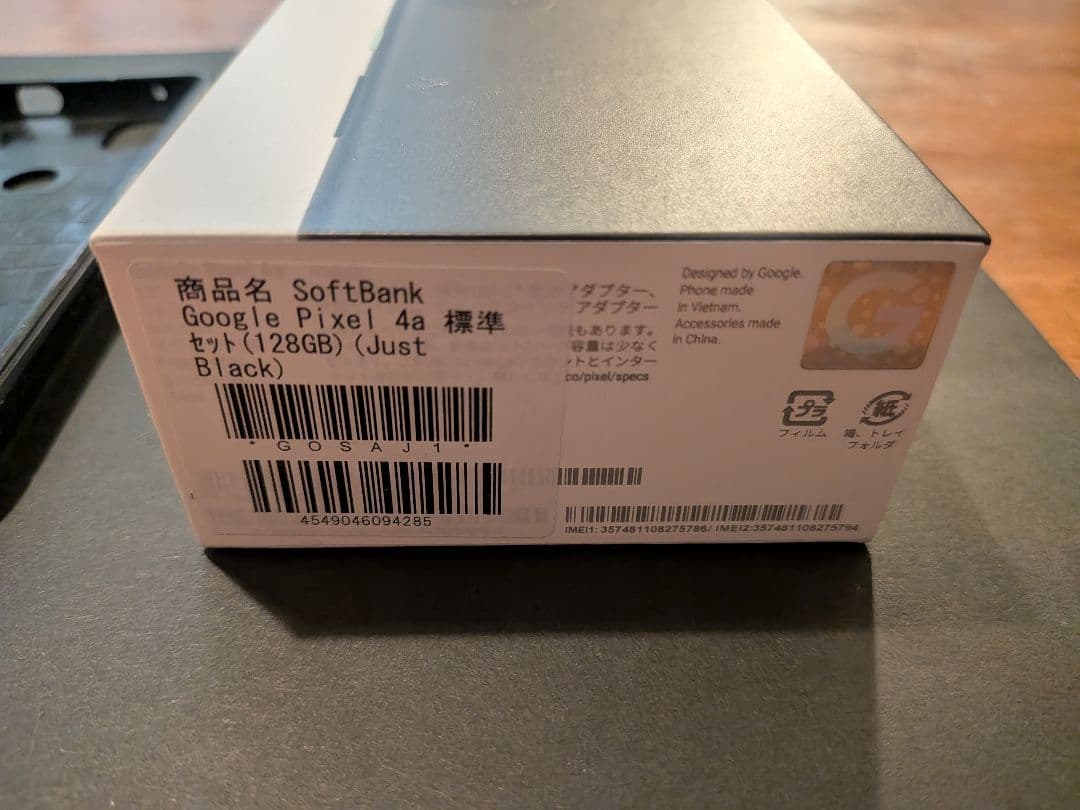 商品名 SoftBank
Google Pixel 4a 標準
ｾｯﾄ(128GB)(Just
Black)
*GOSAJ1*
4549046094285
アダプター、
アダプター
もあります。
容量は少なく
ットとインター
co/pixel/specs
Designed by Google.
Phone made
in Vietnam.
Accessories made
in China.
G
プラ
フィルム
紙
箱、トレイ
フォルダ
IMEI1: 357481108275786/ IMEI2:357481108275794